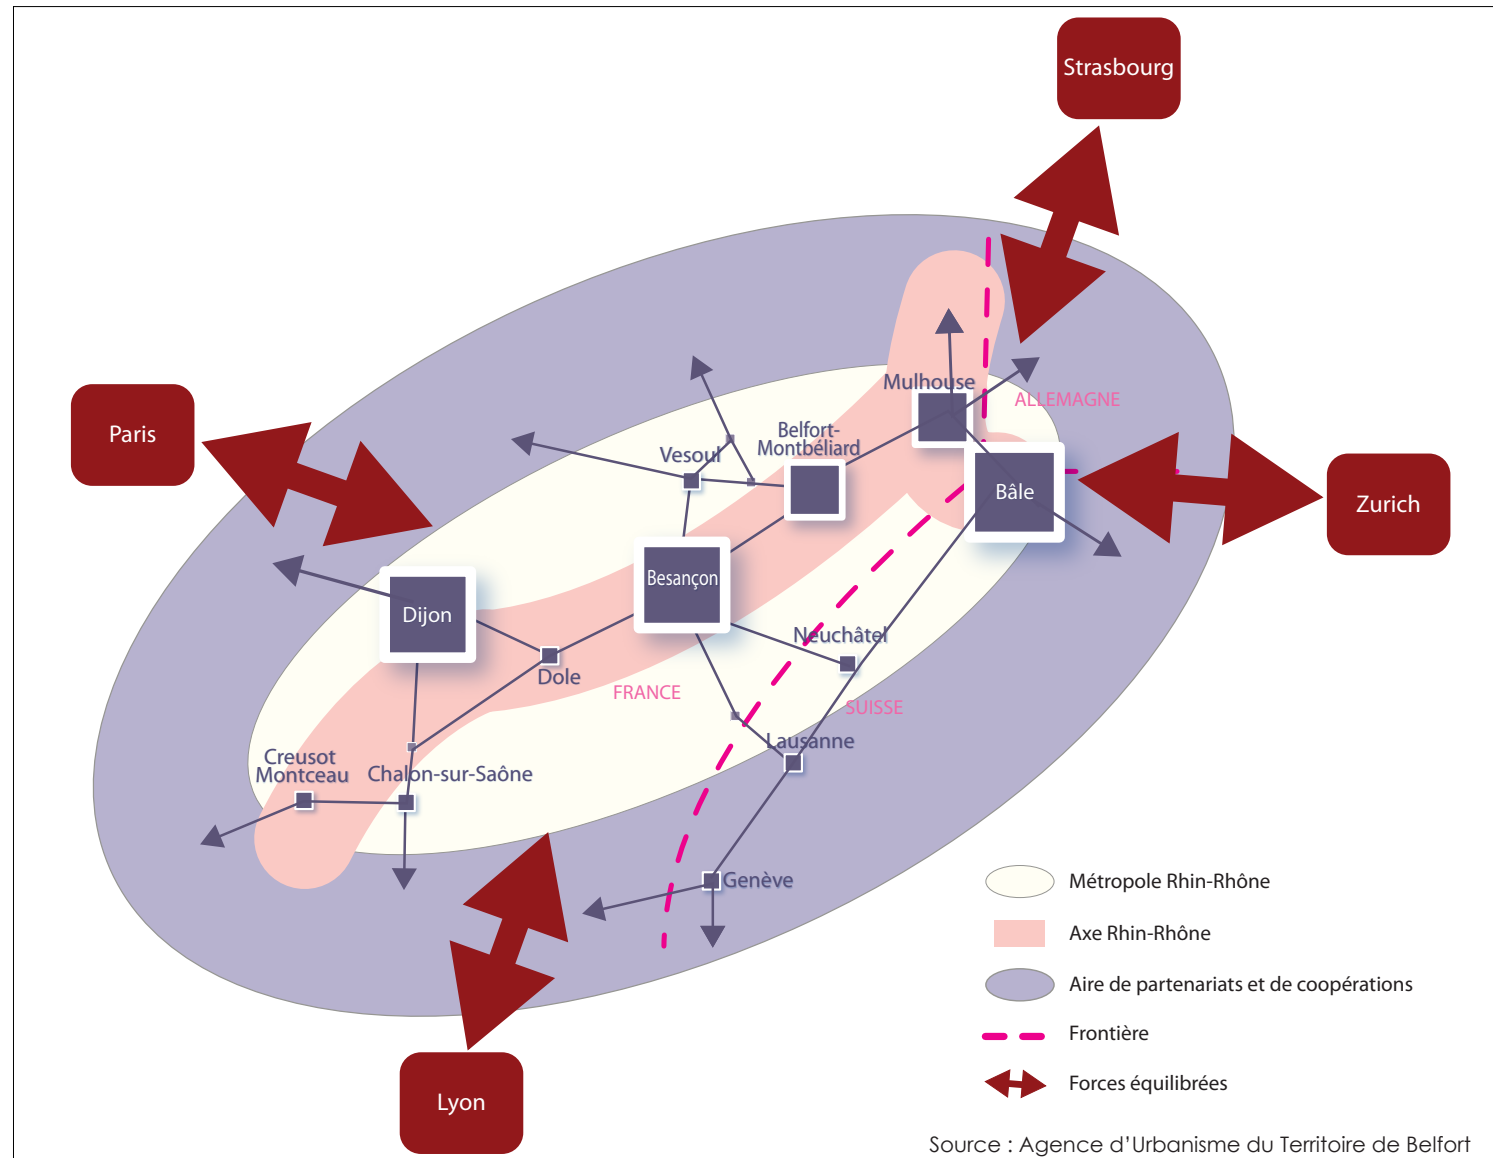 Strasbourg
Paris
Mulhouse
ALLEMAGNE
Belfort-
Montbéliard
Vesoul
Bâle
Zurich
Besançon
Dijon
Neuchâtel
Dole
FRANCE
SUISSE
Lausanne
Creusot
Montceau
Chalon-sur-Saône
Genève
Lyon
Métropole Rhin-Rhône
Axe Rhin-Rhône
Aire de partenariats et de coopérations
Frontière
Forces équilibrées
Source : Agence d'Urbanisme du Territoire de Belfort